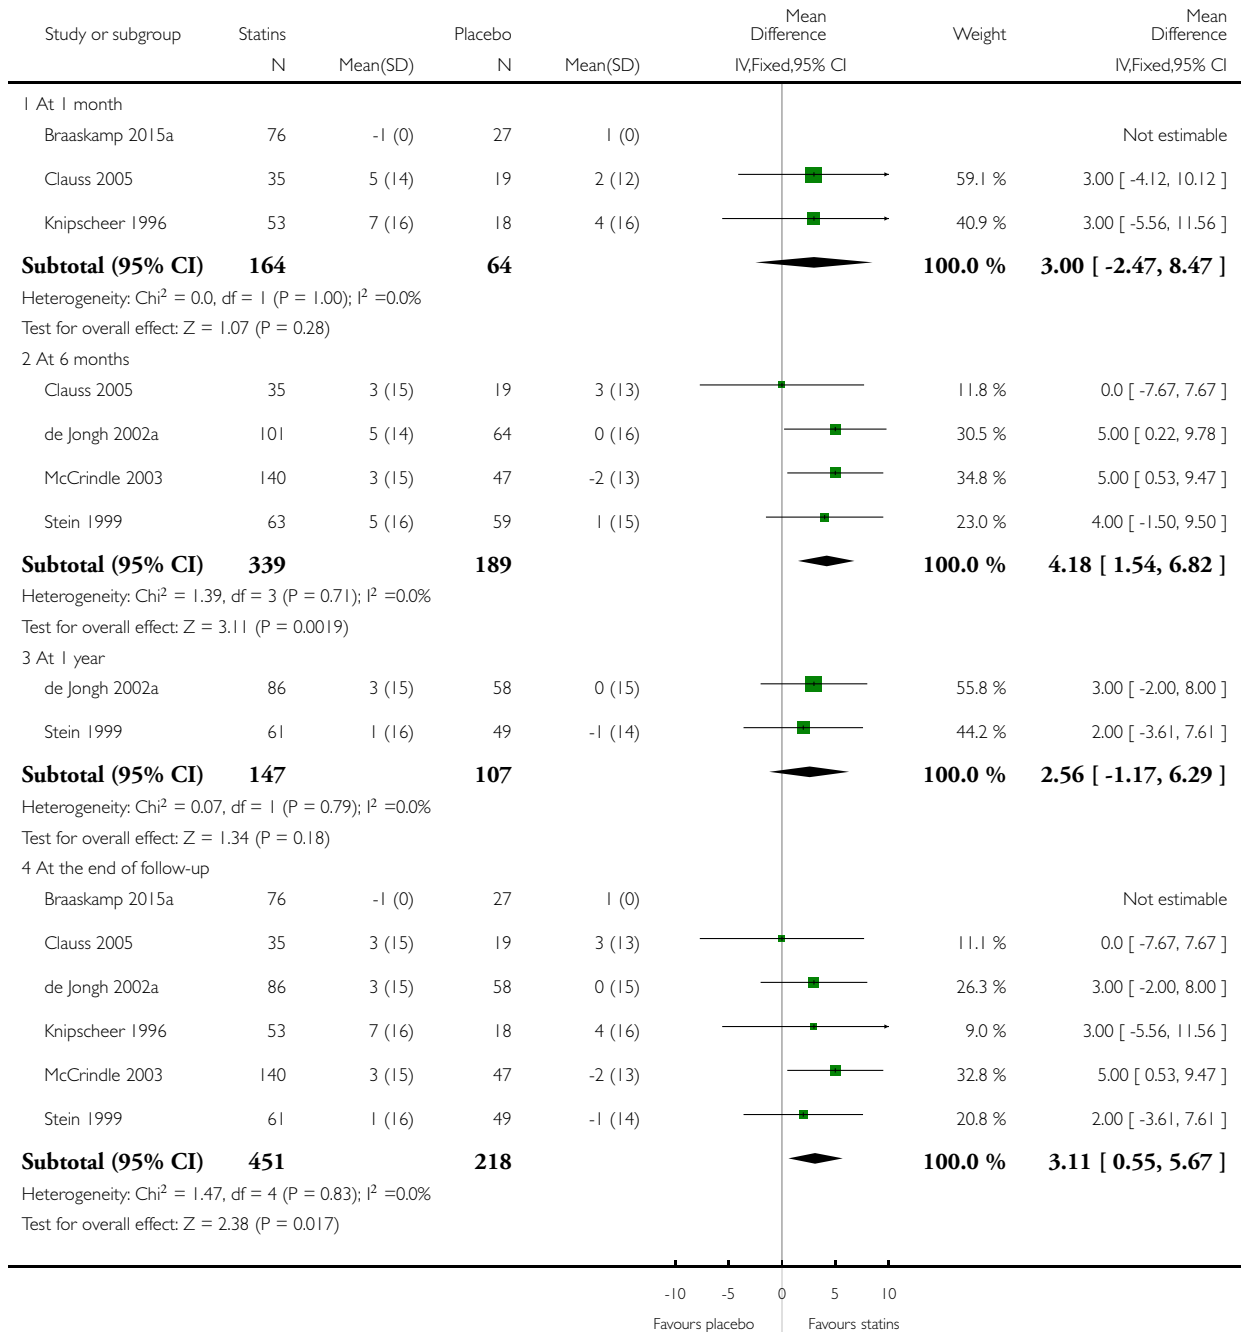 Study or subgroup Statins Placebo Mean Difference Weight Mean Difference
N Mean(SD) N Mean(SD) IV,Fixed,95% CI IV,Fixed,95% CI
1 At 1 month
Braaskamp 2015a 76 -1 (0) 27 1 (0) Not estimable
Clauss 2005 35 5 (14) 19 2 (12) 59.1 % 3.00 [ -4.12, 10.12 ]
Knipscheer 1996 53 7 (16) 18 4 (16) 40.9 % 3.00 [ -5.56, 11.56 ]
Subtotal (95% CI) 164 64 100.0 % 3.00 [ -2.47, 8.47 ]
Heterogeneity: Chi² = 0.0, df = 1 (P = 1.00); I² =0.0%
Test for overall effect: Z = 1.07 (P = 0.28)
2 At 6 months
Clauss 2005 35 3 (15) 19 3 (13) 11.8 % 0.0 [ -7.67, 7.67 ]
de Jongh 2002a 101 5 (14) 64 0 (16) 30.5 % 5.00 [ 0.22, 9.78 ]
McCrindle 2003 140 3 (15) 47 -2 (13) 34.8 % 5.00 [ 0.53, 9.47 ]
Stein 1999 63 5 (16) 59 1 (15) 23.0 % 4.00 [ -1.50, 9.50 ]
Subtotal (95% CI) 339 189 100.0 % 4.18 [ 1.54, 6.82 ]
Heterogeneity: Chi² = 1.39, df = 3 (P = 0.71); I² =0.0%
Test for overall effect: Z = 3.11 (P = 0.0019)
3 At 1 year
de Jongh 2002a 86 3 (15) 58 0 (15) 55.8 % 3.00 [ -2.00, 8.00 ]
Stein 1999 61 1 (16) 49 -1 (14) 44.2 % 2.00 [ -3.61, 7.61 ]
Subtotal (95% CI) 147 107 100.0 % 2.56 [ -1.17, 6.29 ]
Heterogeneity: Chi² = 0.07, df = 1 (P = 0.79); I² =0.0%
Test for overall effect: Z = 1.34 (P = 0.18)
4 At the end of follow-up
Braaskamp 2015a 76 -1 (0) 27 1 (0) Not estimable
Clauss 2005 35 3 (15) 19 3 (13) 11.1 % 0.0 [ -7.67, 7.67 ]
de Jongh 2002a 86 3 (15) 58 0 (15) 26.3 % 3.00 [ -2.00, 8.00 ]
Knipscheer 1996 53 7 (16) 18 4 (16) 9.0 % 3.00 [ -5.56, 11.56 ]
McCrindle 2003 140 3 (15) 47 -2 (13) 32.8 % 5.00 [ 0.53, 9.47 ]
Stein 1999 61 1 (16) 49 -1 (14) 20.8 % 2.00 [ -3.61, 7.61 ]
Subtotal (95% CI) 451 218 100.0 % 3.11 [ 0.55, 5.67 ]
Heterogeneity: Chi² = 1.47, df = 4 (P = 0.83); I² =0.0%
Test for overall effect: Z = 2.38 (P = 0.017)
-10 -5 0 5 10
Favours placebo Favours statins